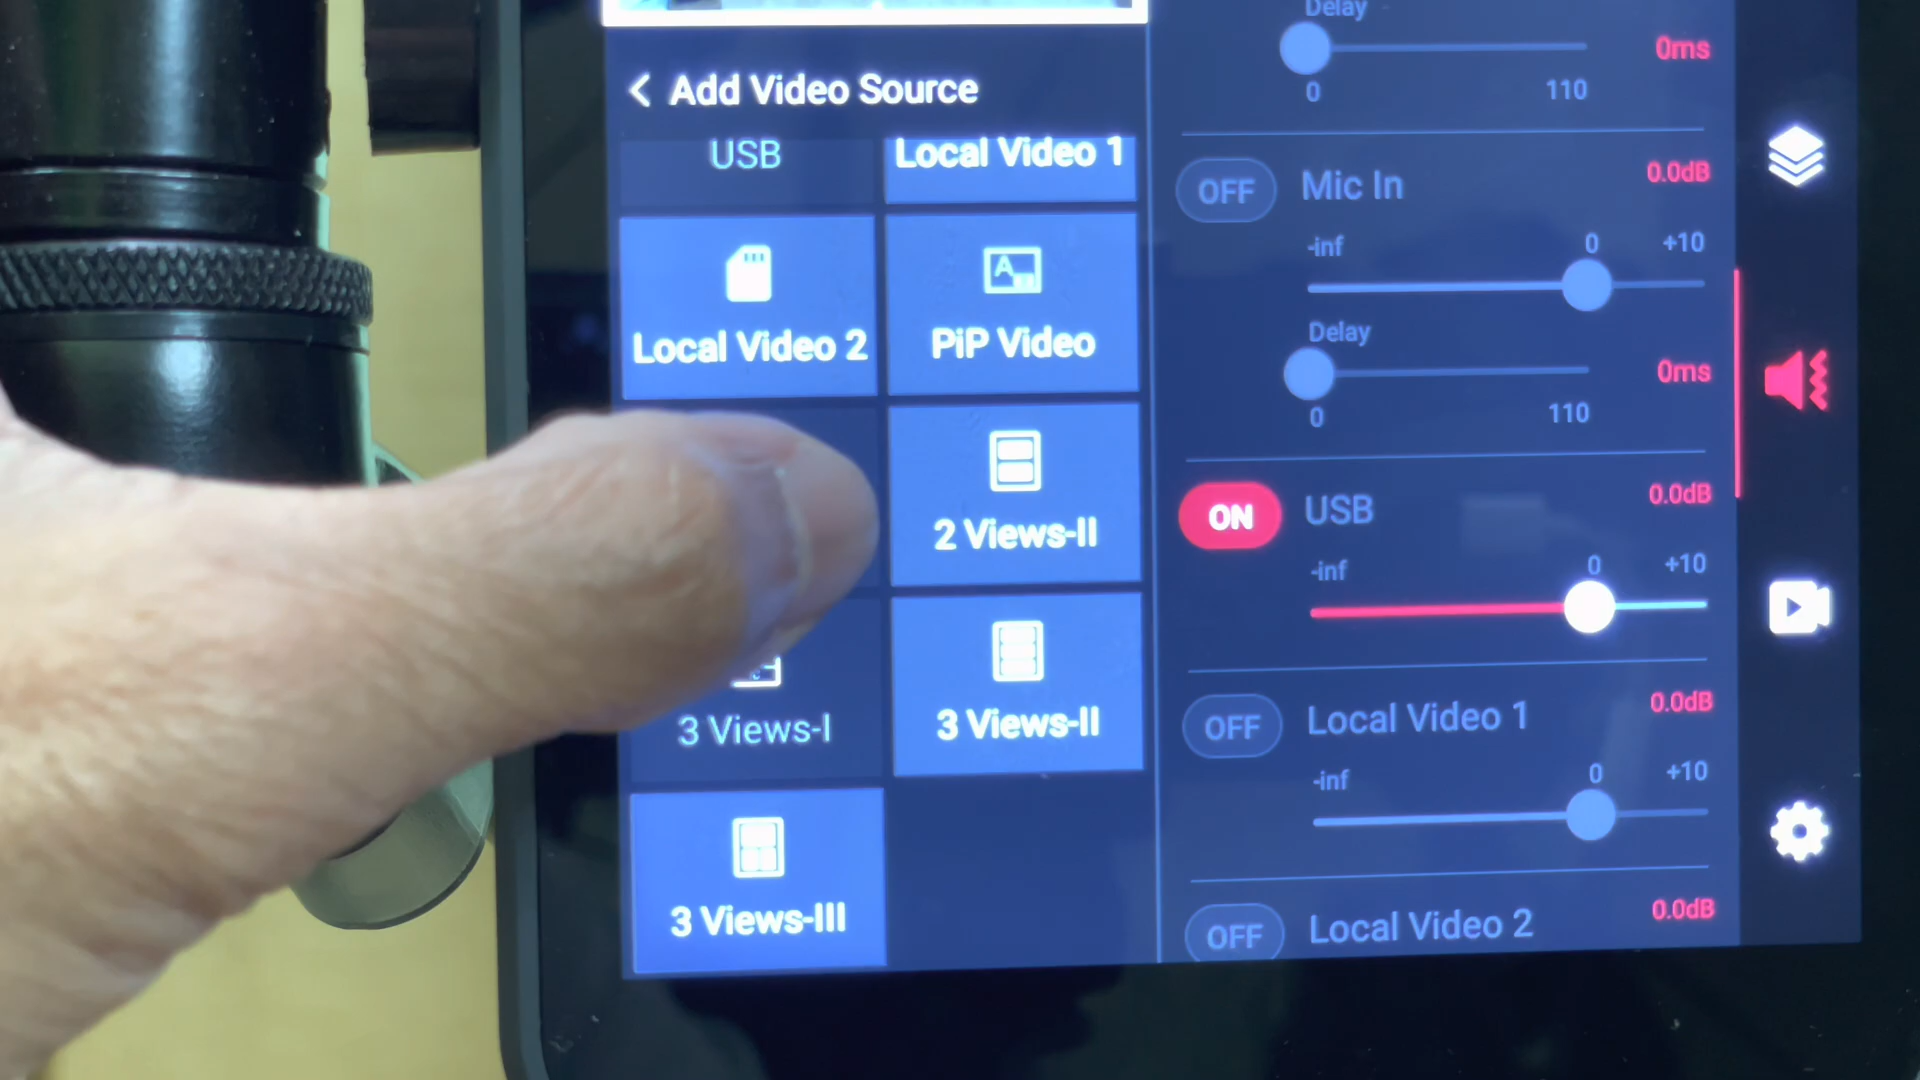 Add Video Source
USB
Local Video 1
Local Video 2
PiP Video
2 Views-II
3 Views-I
3 Views-II
3 Views-III
Delay
0ms
0
110
OFF
Mic In
0.0dB
-inf
0
+10
Delay
0ms
0
110
ON
USB
0.0dB
-inf
0
+10
OFF
Local Video 1
0.0dB
-inf
0
+10
OFF
Local Video 2
0.0dB